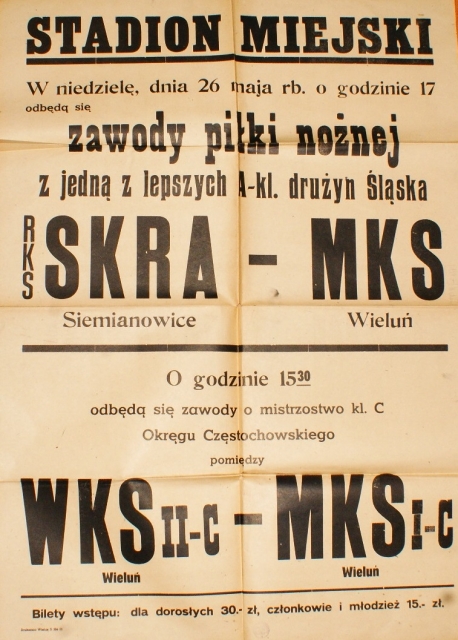 STADION MIEJSKI
W niedzielę, dnia 26 maja rb. o godzinie 17
odbędą się
zawody piłki nożnej
z jedną z lepszych A-kl. drużyn Śląska
RKS SKRA – MKS
Siemianowice Wieluń
O godzinie 15³⁰
odbędą się zawody o mistrzostwo kl. C
Okręgu Częstochowskiego
pomiędzy
WKS II-C – MKS I-C
Wieluń Wieluń
Bilety wstępu: dla dorosłych 30.- zł, członkowie i młodzież 15.- zł.